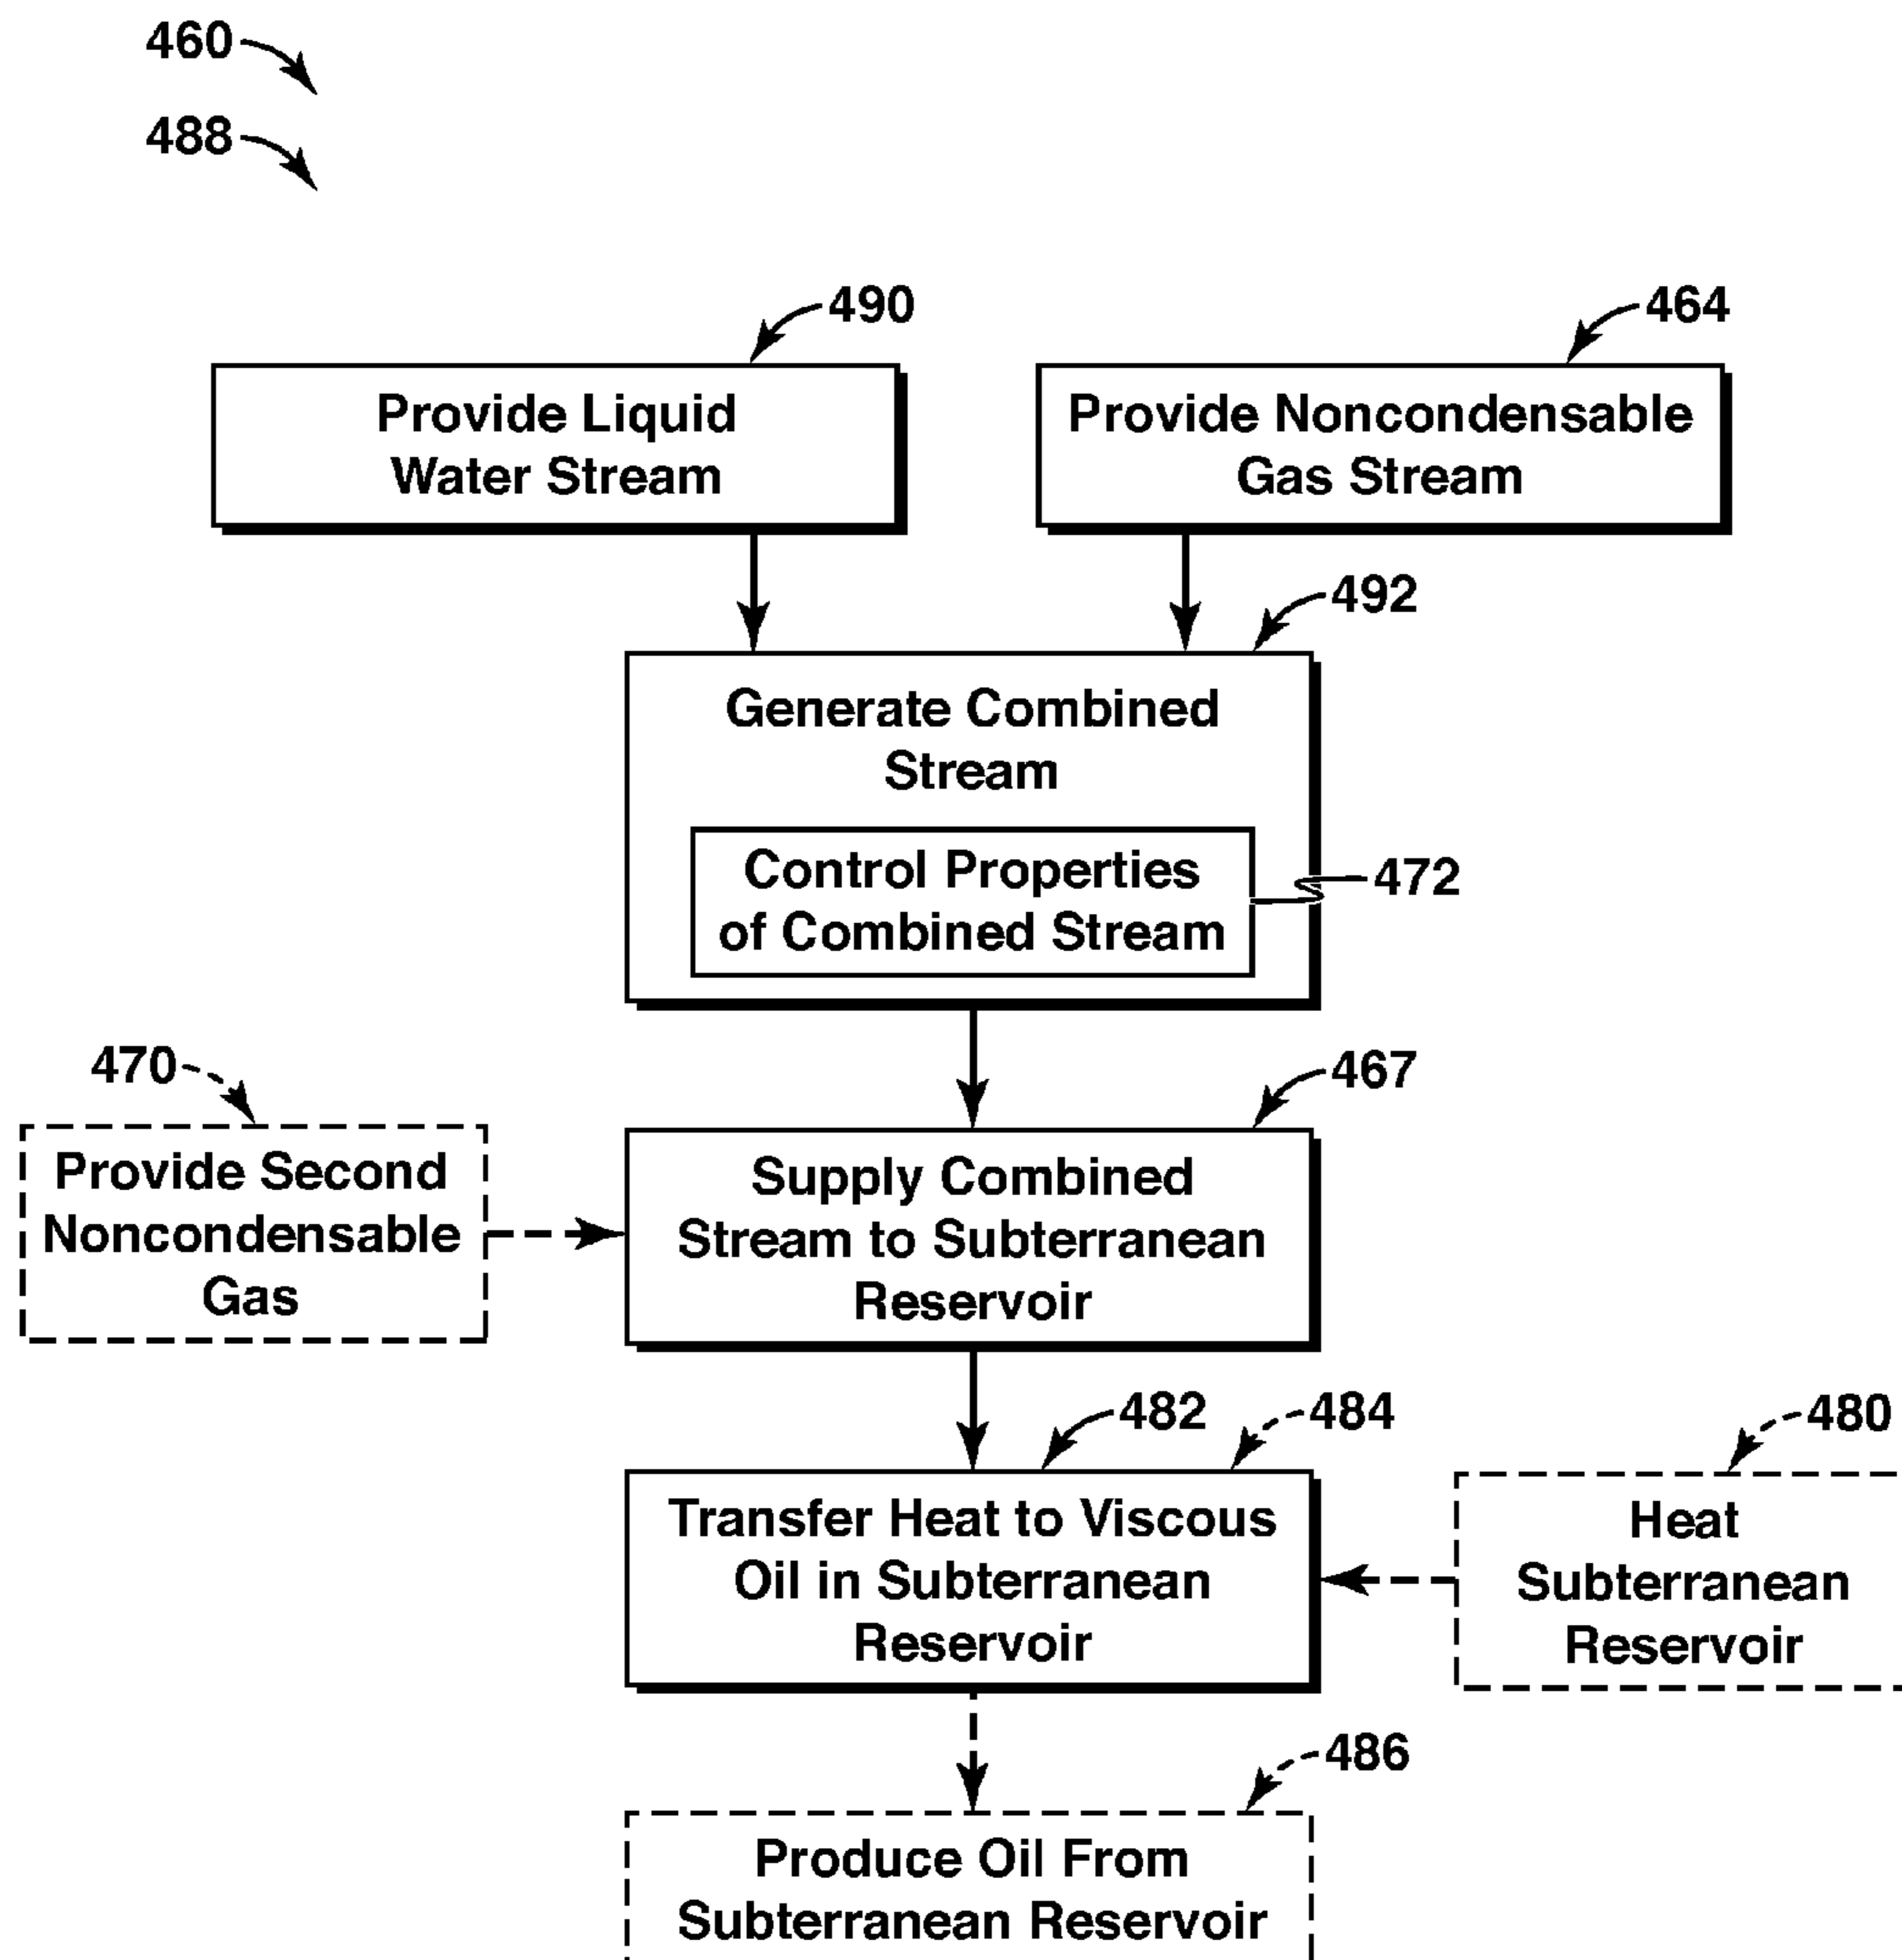 460
488
490
464
Provide Liquid
Water Stream
Provide Noncondensable
Gas Stream
492
Generate Combined
Stream
Control Properties
of Combined Stream
472
470
467
Provide Second
Noncondensable
Gas
Supply Combined
Stream to Subterranean
Reservoir
482
484
480
Transfer Heat to Viscous
Oil in Subterranean
Reservoir
Heat
Subterranean
Reservoir
486
Produce Oil From
Subterranean Reservoir